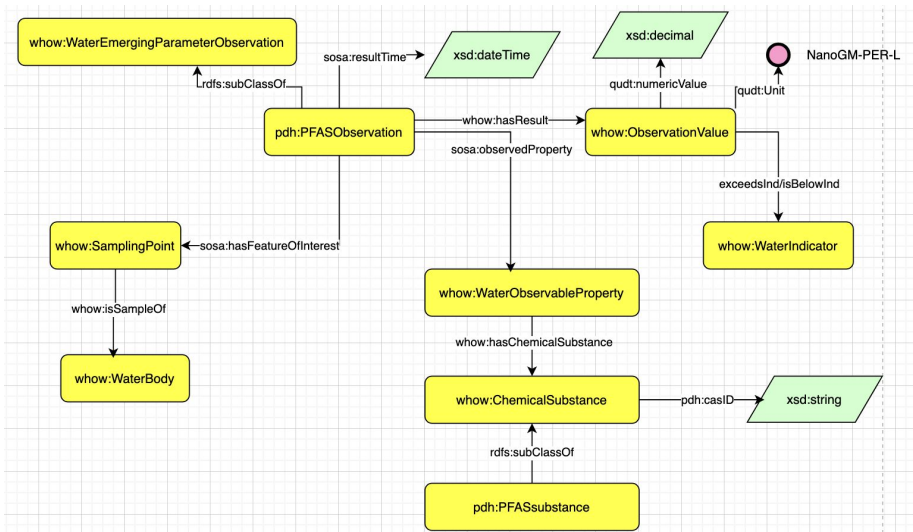 whow:WaterEmergingParameterObservation
sosa:resultTime
xsd:dateTime
xsd:decimal
NanoGM-PER-L
rdfs:subClassOf
qudt:numericValue
qudt:Unit
pdh:PFASObservation
whow:hasResult
whow:ObservationValue
sosa:observedProperty
exceedsInd/isBelowInd
whow:SamplingPoint
sosa:hasFeatureOfInterest
whow:WaterIndicator
whow:isSampleOf
whow:WaterObservableProperty
whow:hasChemicalSubstance
whow:WaterBody
whow:ChemicalSubstance
pdh:casID
xsd:string
rdfs:subClassOf
pdh:PFASsubstance